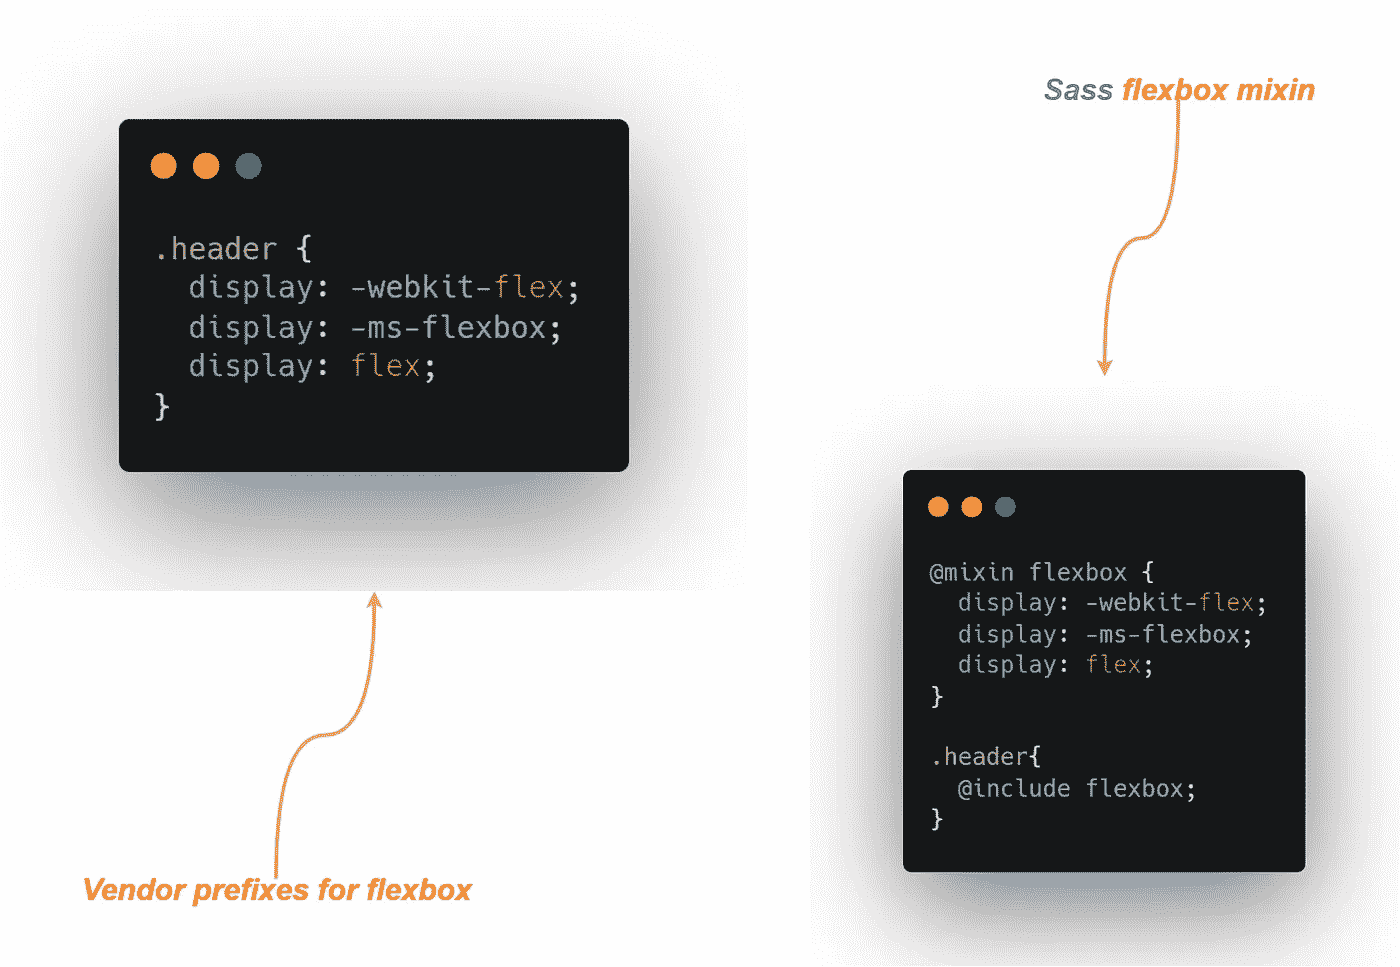 .header {
  display: -webkit-flex;
  display: -ms-flexbox;
  display: flex;
}
Vendor prefixes for flexbox
Sass flexbox mixin
@mixin flexbox {
  display: -webkit-flex;
  display: -ms-flexbox;
  display: flex;
}
.header{
  @include flexbox;
}